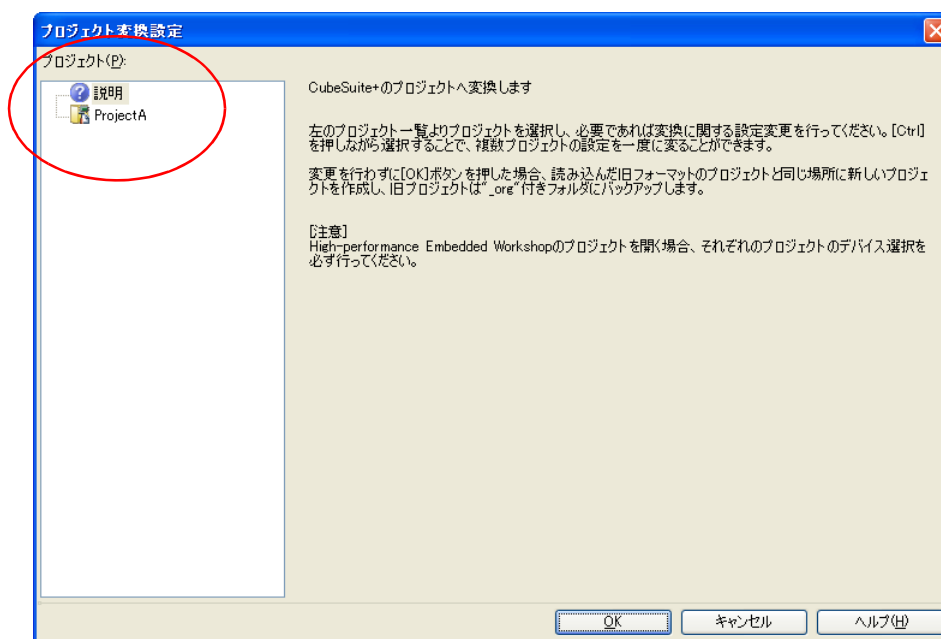 プロジェクト変換設定
プロジェクト(P):
説明
ProjectA
CubeSuite+のプロジェクトへ変換します
左のプロジェクト一覧よりプロジェクトを選択し、必要であれば変換に関する設定変更を行ってください。[Ctrl]
を押しながら選択することで、複数プロジェクトの設定を一度に変ることができます。
変更を行わずに[OK]ボタンを押した場合、読み込んだ旧フォーマットのプロジェクトと同じ場所に新しいプロジェ
クトを作成し、旧プロジェクトは"_org"付きフォルダにバックアップします。
[注意]
High-performance Embedded Workshopのプロジェクトを開く場合、それぞれのプロジェクトのデバイス選択を
必ず行ってください。
OK
キャンセル
ヘルプ(H)